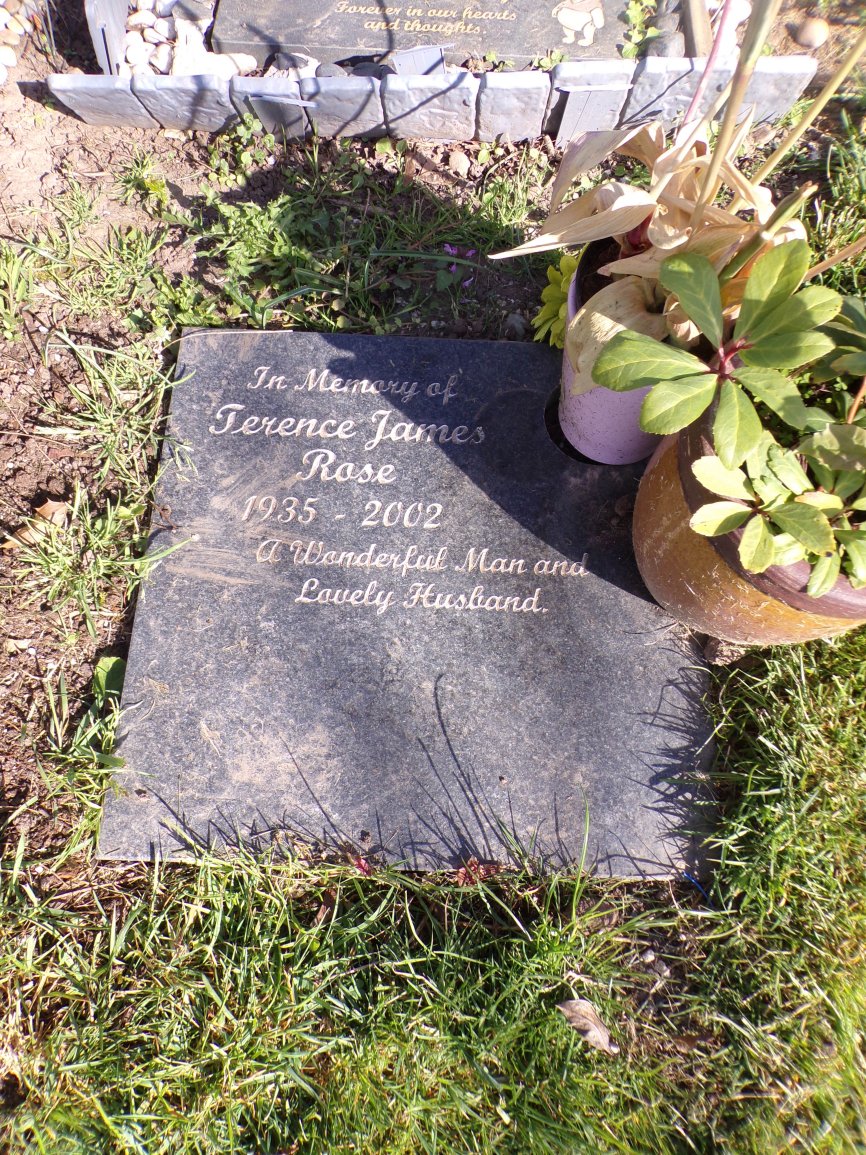 Forever in our hearts
and thoughts.
In Memory of
Terence James
Rose
1935 - 2002
A Wonderful Man and
Lovely Husband.